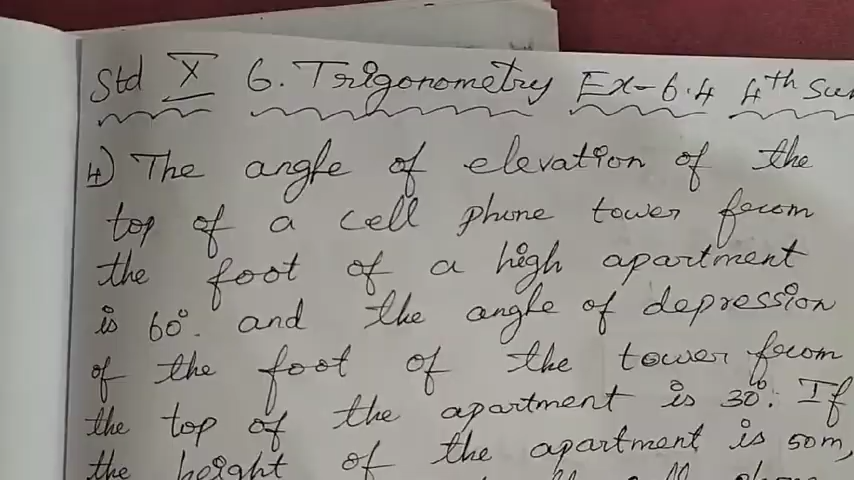 Std X 6. Trigonometry Ex-6.4 4th Sum
4) The angle of elevation of the
top of a cell phone tower from
the foot of a high apartment
is 60°. and the angle of depression
of the foot of the tower from
the top of the apartment is 30°. If
the height of the apartment is 50m,